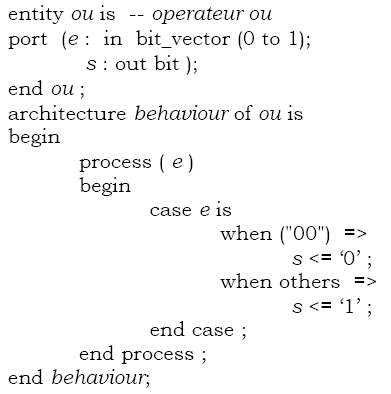 entity ou is -- operateur ou
port (e : in bit_vector (0 to 1);
s : out bit );
end ou ;
architecture behaviour of ou is
begin
process ( e )
begin
case e is
when ("00") =>
s <= ‘0’ ;
when others =>
s <= ‘1’ ;
end case ;
end process ;
end behaviour;